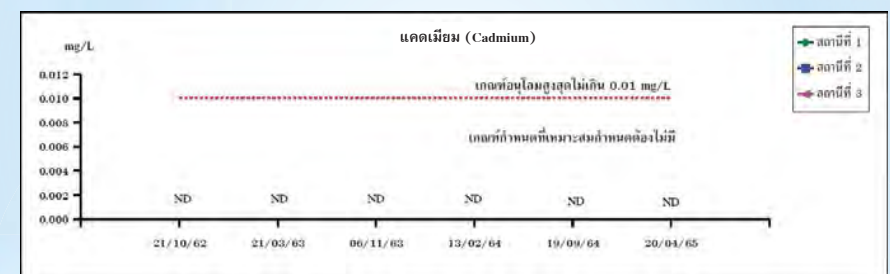 แคดเมียม (Cadmium)
mg/L
สถานีที่ 1
สถานีที่ 2
สถานีที่ 3
0.012
0.010
0.008
0.006
0.004
0.002
0.000
เกณฑ์อนุโลมสูงสุดไม่เกิน 0.01 mg/L
เกณฑ์กำหนดที่เหมาะสมกำหนดต้องไม่มี
ND ND ND ND ND ND
21/10/62 21/03/63 06/11/63 13/02/64 19/09/64 20/04/65